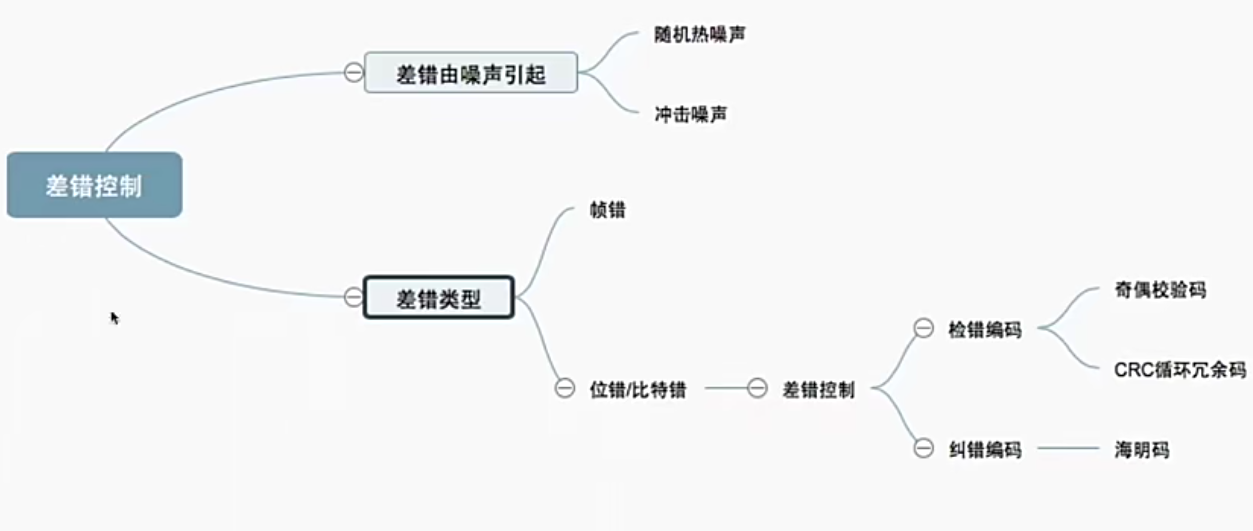 随机热噪声
差错由噪声引起
冲击噪声
差错控制
帧错
差错类型
奇偶校验码
检错编码
CRC循环冗余码
位错/比特错
差错控制
纠错编码
海明码